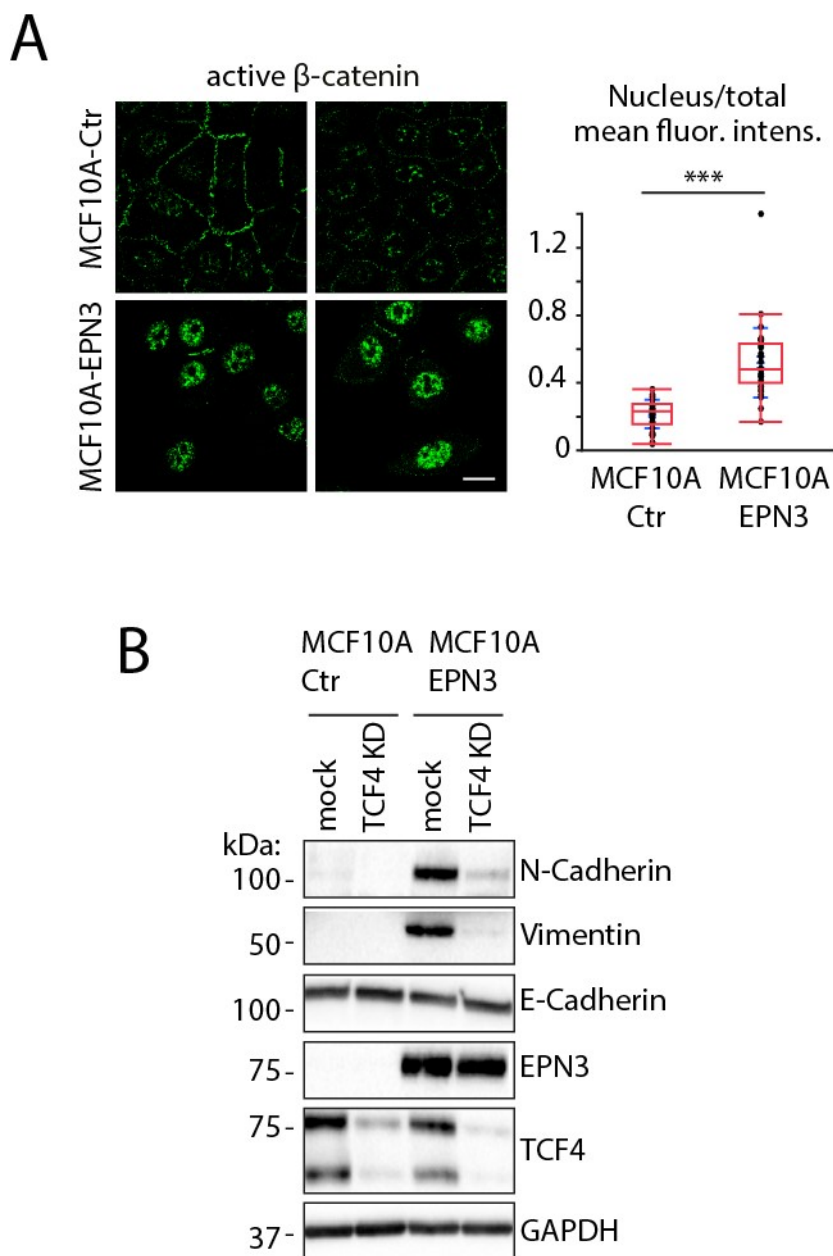 A
active β-catenin
MCF10A-Ctr
MCF10A-EPN3
Nucleus/total
mean fluor. intens.
***
1.2
0.8
0.4
0
MCF10A
Ctr
MCF10A
EPN3
B
MCF10A
Ctr
MCF10A
EPN3
mock
TCF4 KD
mock
TCF4 KD
kDa:
100-
N-Cadherin
50-
Vimentin
100-
E-Cadherin
75-
EPN3
75-
TCF4
37-
GAPDH